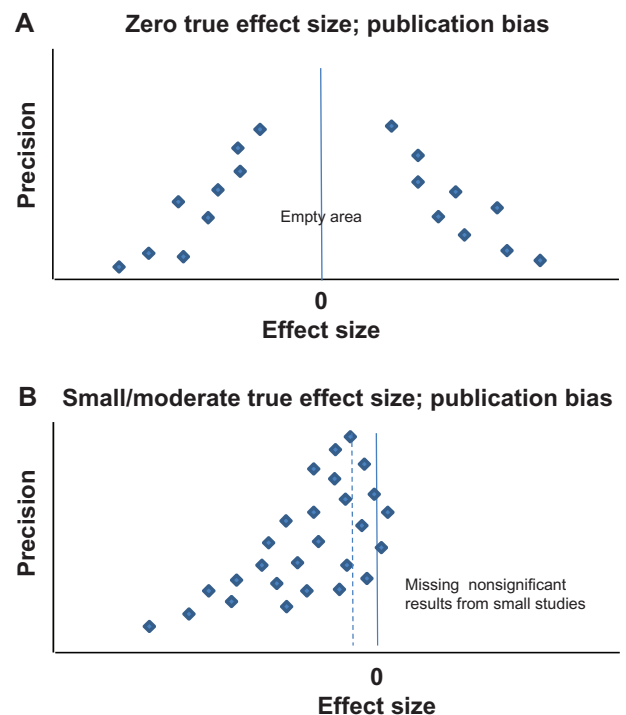 A Zero true effect size; publication bias
Precision
Empty area
0
Effect size
B Small/moderate true effect size; publication bias
Precision
Missing nonsignificant
results from small studies
0
Effect size